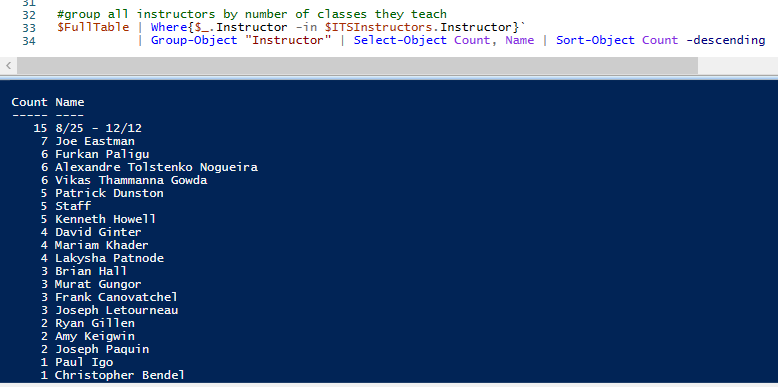 31
32 #group all instructors by number of classes they teach
33 $FullTable | Where{$_.Instructor -in $ITSInstructors.Instructor}`
34 | Group-Object "Instructor" | Select-Object Count, Name | Sort-Object Count -descending
Count Name
----- ----
15 8/25 - 12/12
7 Joe Eastman
6 Furkan Paligu
6 Alexandre Tolstenko Nogueira
6 Vikas Thammanna Gowda
5 Patrick Dunston
5 Staff
5 Kenneth Howell
4 David Ginter
4 Mariam Khader
4 Lakysha Patnode
3 Brian Hall
3 Murat Gungor
3 Frank Canovatchel
3 Joseph Letourneau
2 Ryan Gillen
2 Amy Keigwin
2 Joseph Paquin
1 Paul Igo
1 Christopher Bendel